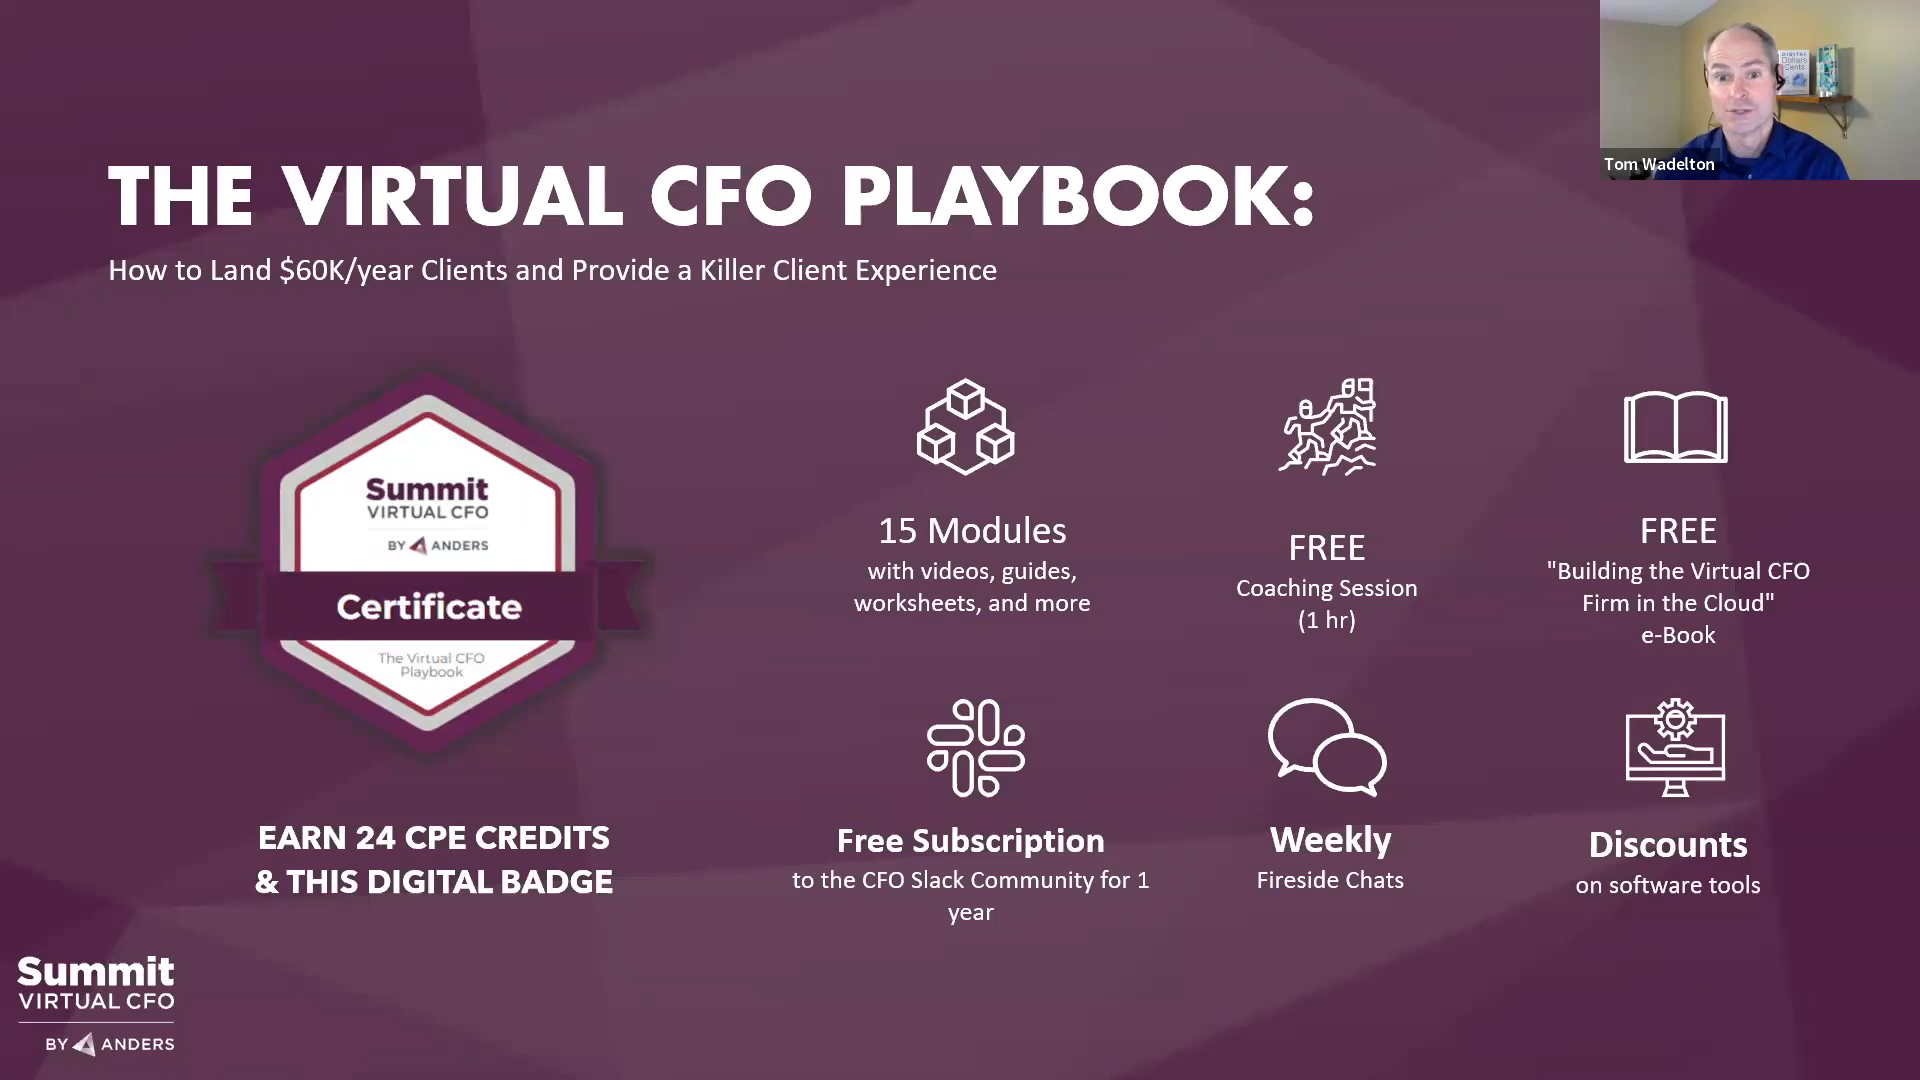 DIGITAL
Dollars
Cents
Tom Wadelton
THE VIRTUAL CFO PLAYBOOK:
How to Land $60K/year Clients and Provide a Killer Client Experience
Summit
VIRTUAL CFO
BY ANDERS
Certificate
The Virtual CFO
Playbook
EARN 24 CPE CREDITS
& THIS DIGITAL BADGE
15 Modules
with videos, guides,
worksheets, and more
FREE
Coaching Session
(1 hr)
FREE
"Building the Virtual CFO
Firm in the Cloud"
e-Book
Free Subscription
to the CFO Slack Community for 1
year
Weekly
Fireside Chats
Discounts
on software tools
Summit
VIRTUAL CFO
BY ANDERS